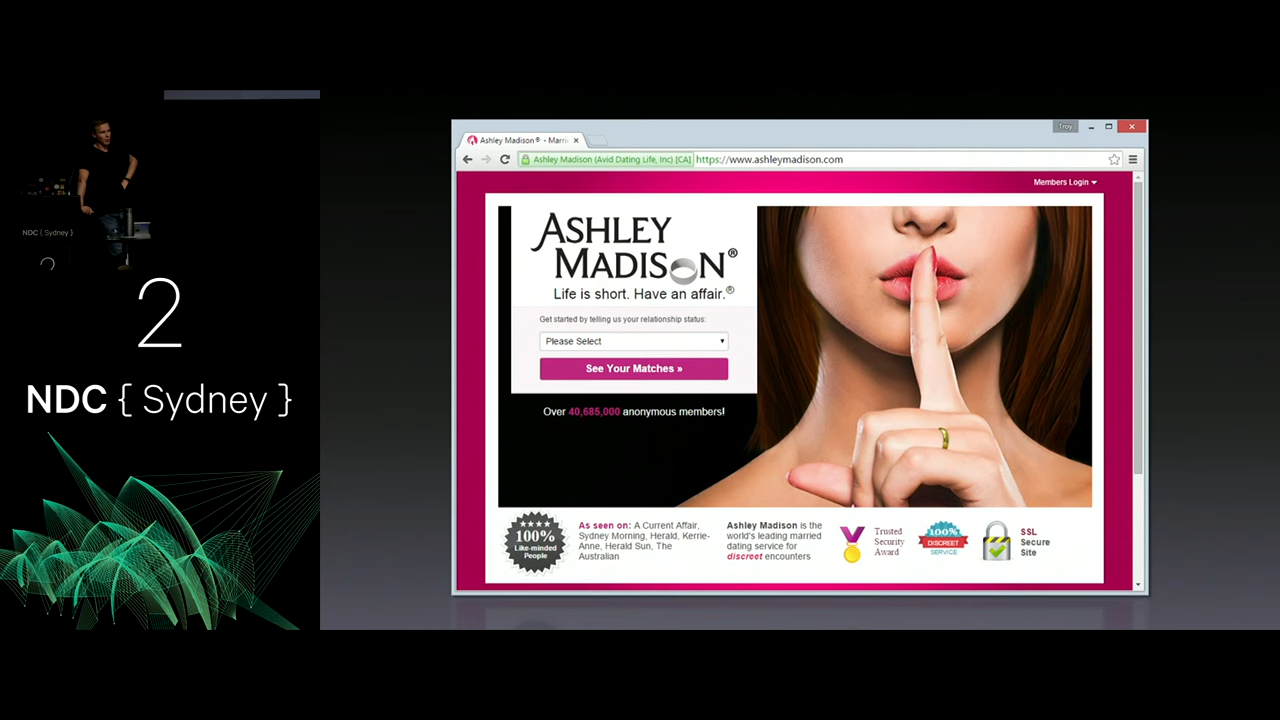 NDC { Sydney }
2
NDC { Sydney }
Troy
Ashley Madison® - Marri
Ashley Madison (Avid Dating Life, Inc) [CA]
https://www.ashleymadison.com
Members Login
ASHLEY
MADISON®
Life is short. Have an affair.®
Get started by telling us your relationship status:
Please Select
See Your Matches »
Over 40,685,000 anonymous members!
100%
Like-minded
People
As seen on: A Current Affair,
Sydney Morning, Herald, Kerrie-
Anne, Herald Sun, The
Australian
Ashley Madison is the
world's leading married
dating service for
discreet encounters
Trusted
Security
Award
100%
DISCREET
SERVICE
SSL
Secure
Site